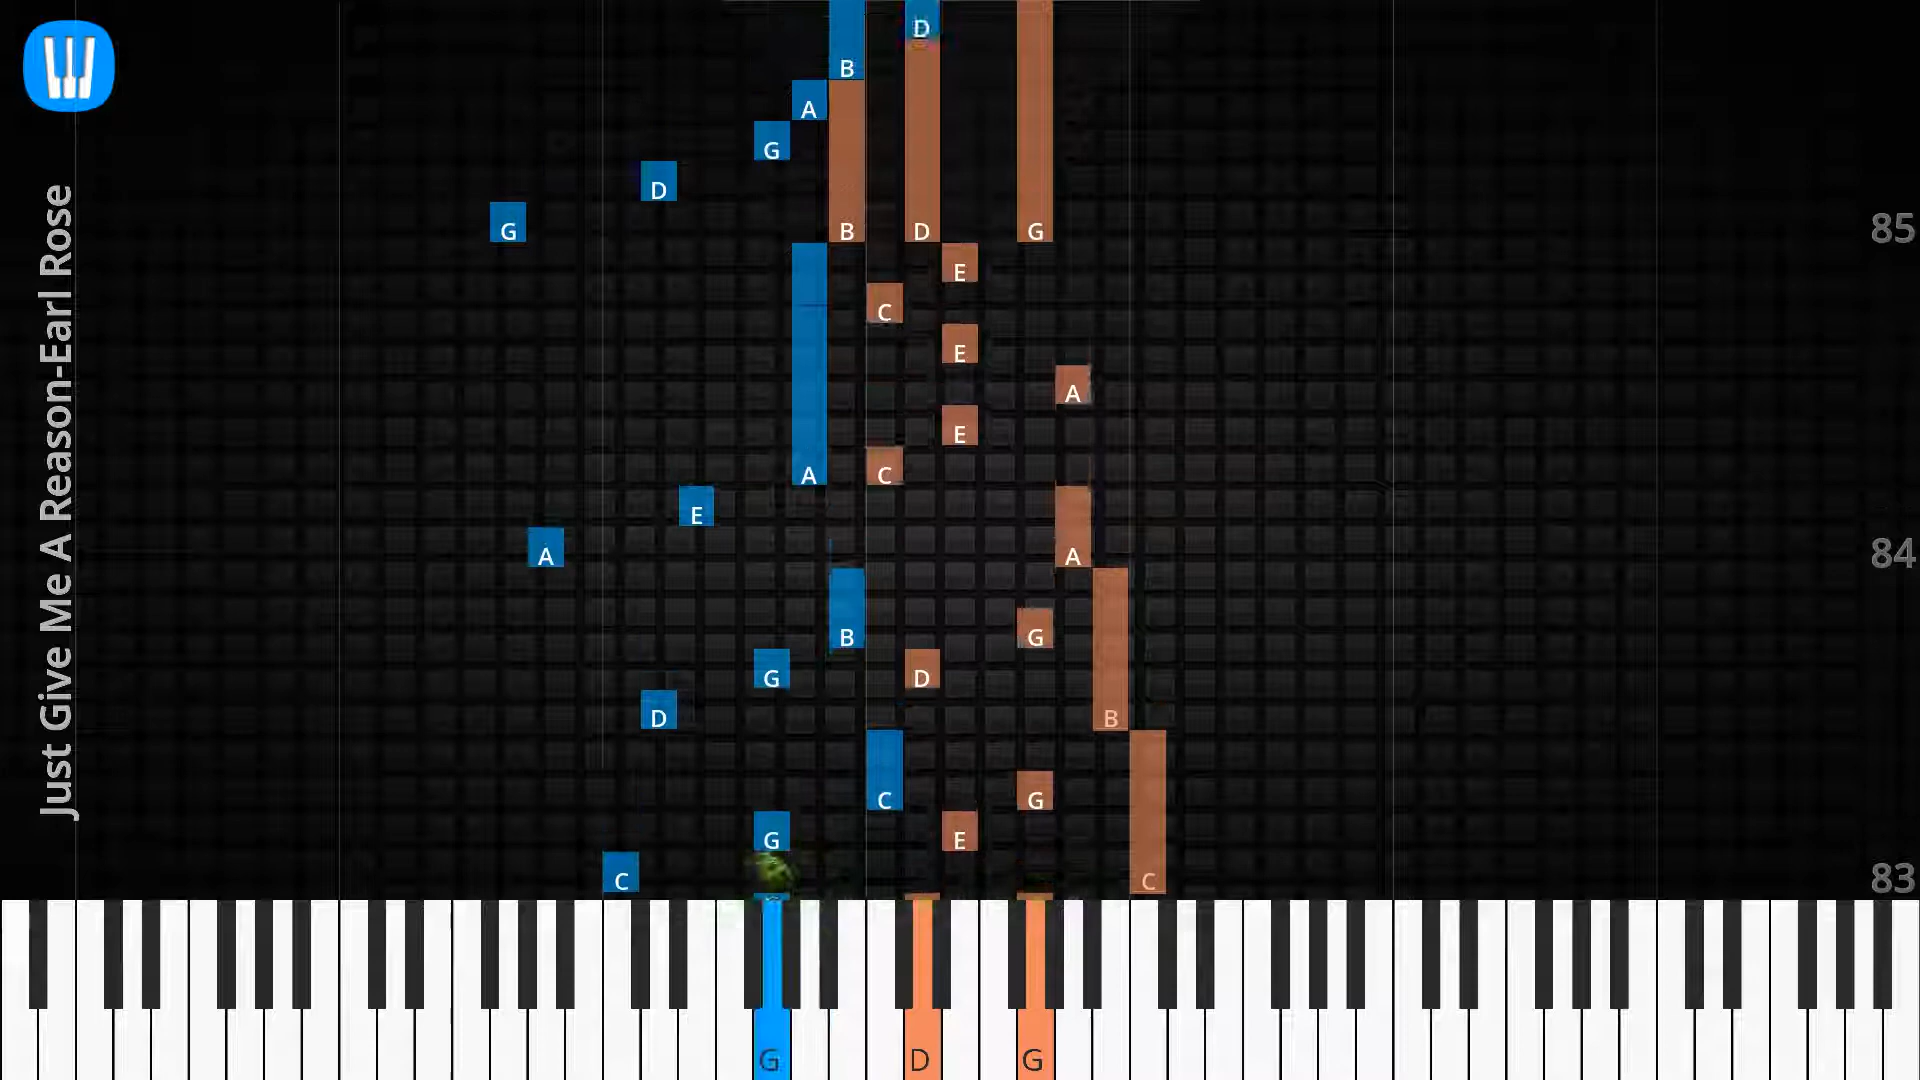 Just Give Me A Reason-Earl Rose
D
B
A
G
D
G B D G 85
E
C
E
A
E
A C
E
A A 84
B G
G D
D B
C G
G E
C C 83
G D G